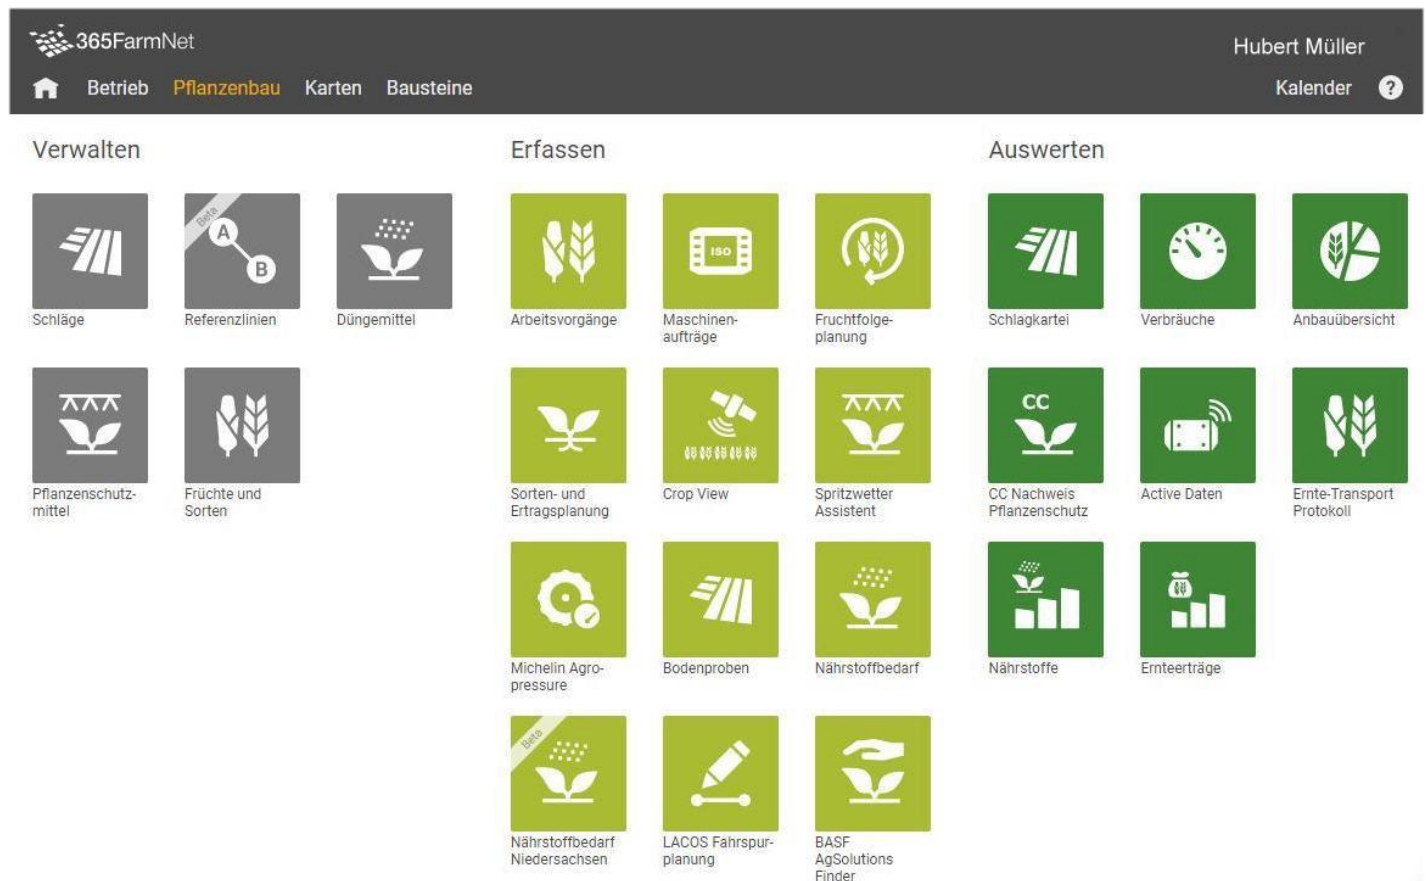 365FarmNet
Hubert Müller
Betrieb Pflanzenbau Karten Bausteine
Kalender ?
Verwalten
Beta
A
B
Schläge
Referenzlinien
Düngemittel
Pflanzenschutz-
mittel
Früchte und
Sorten
Erfassen
Arbeitsvorgänge
ISO
Maschinen-
aufträge
Fruchtfolge-
planung
Sorten- und
Ertragsplanung
Crop View
Spritzwetter
Assistent
Michelin Agro-
pressure
Bodenproben
Nährstoffbedarf
Beta
Nährstoffbedarf
Niedersachsen
LACOS Fahrspur-
planung
BASF
AgSolutions
Finder
Auswerten
Schlagkartei
Verbräuche
Anbauübersicht
CC
CC Nachweis
Pflanzenschutz
Active Daten
Ernte-Transport
Protokoll
Nährstoffe
Ernteerträge